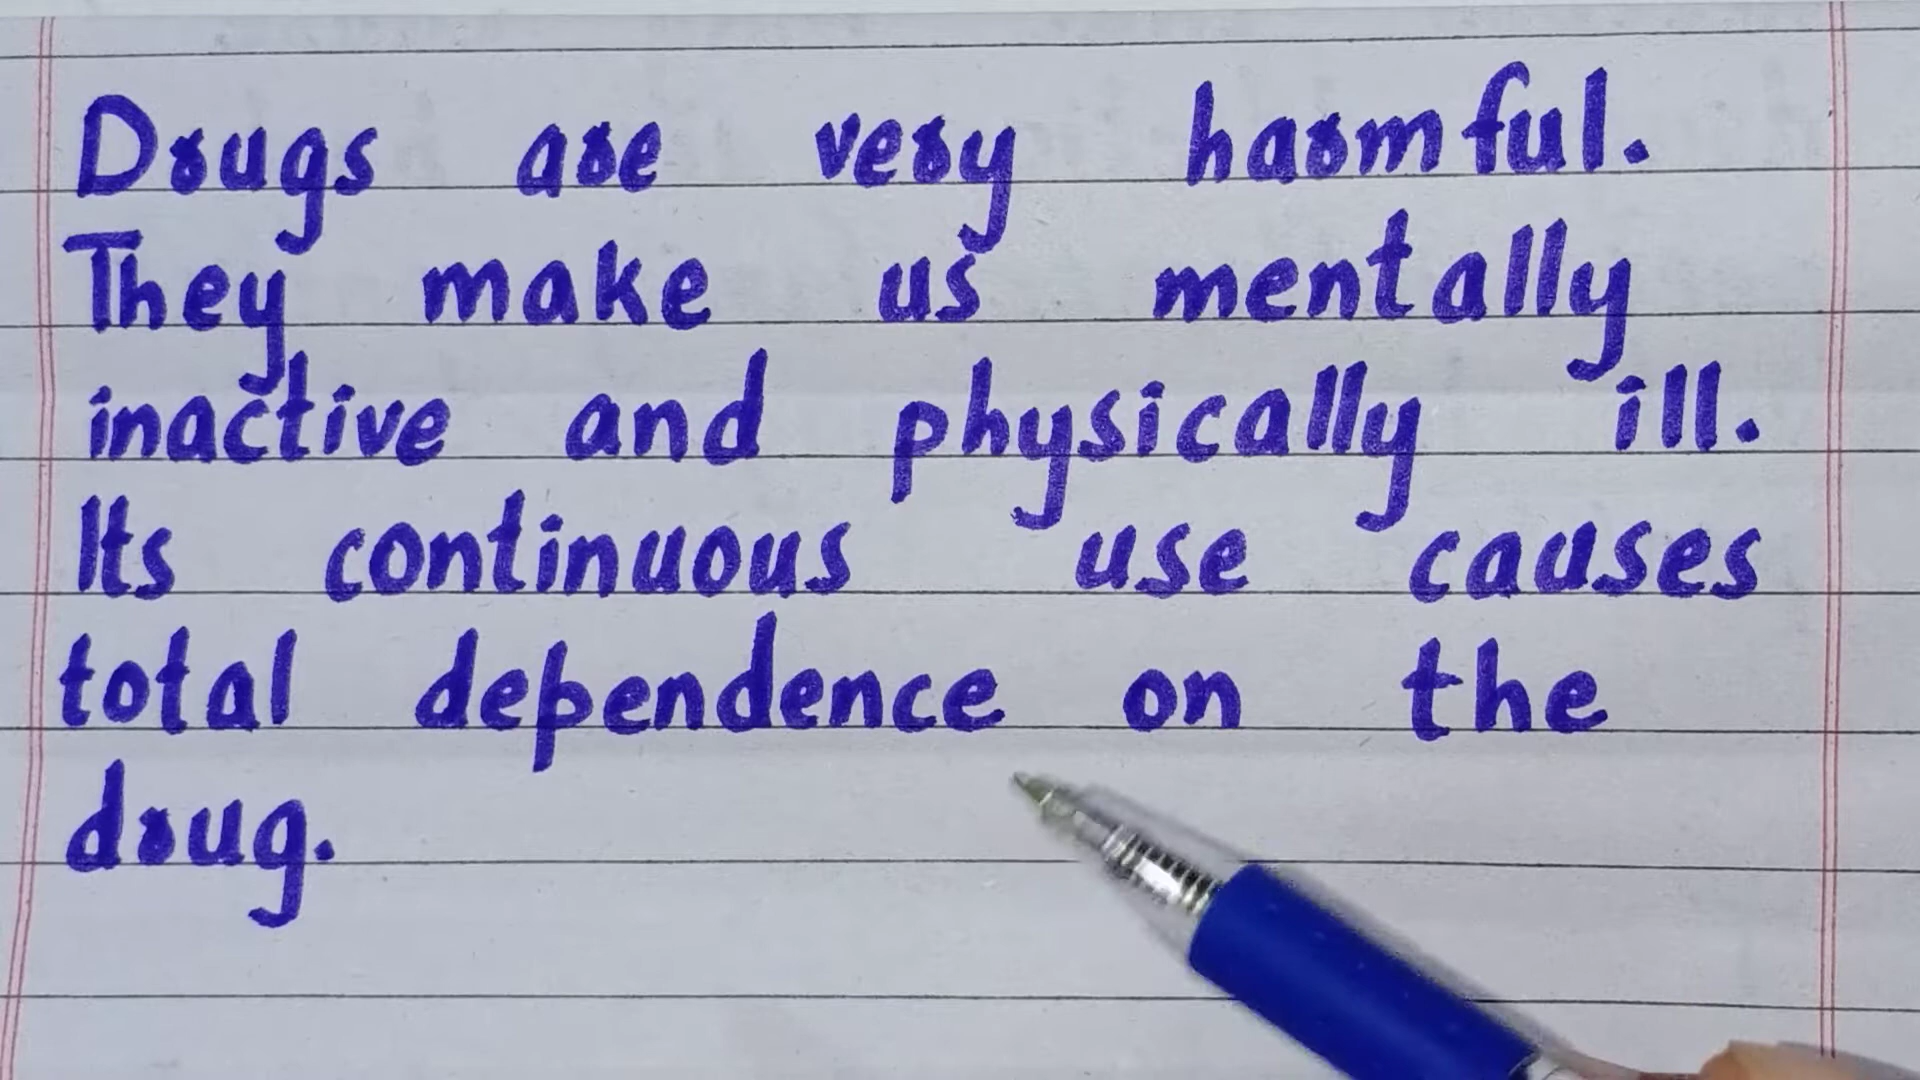 Drugs are very harmful.
They make us mentally
inactive and physically ill.
Its continuous use causes
total dependence on the
drug.